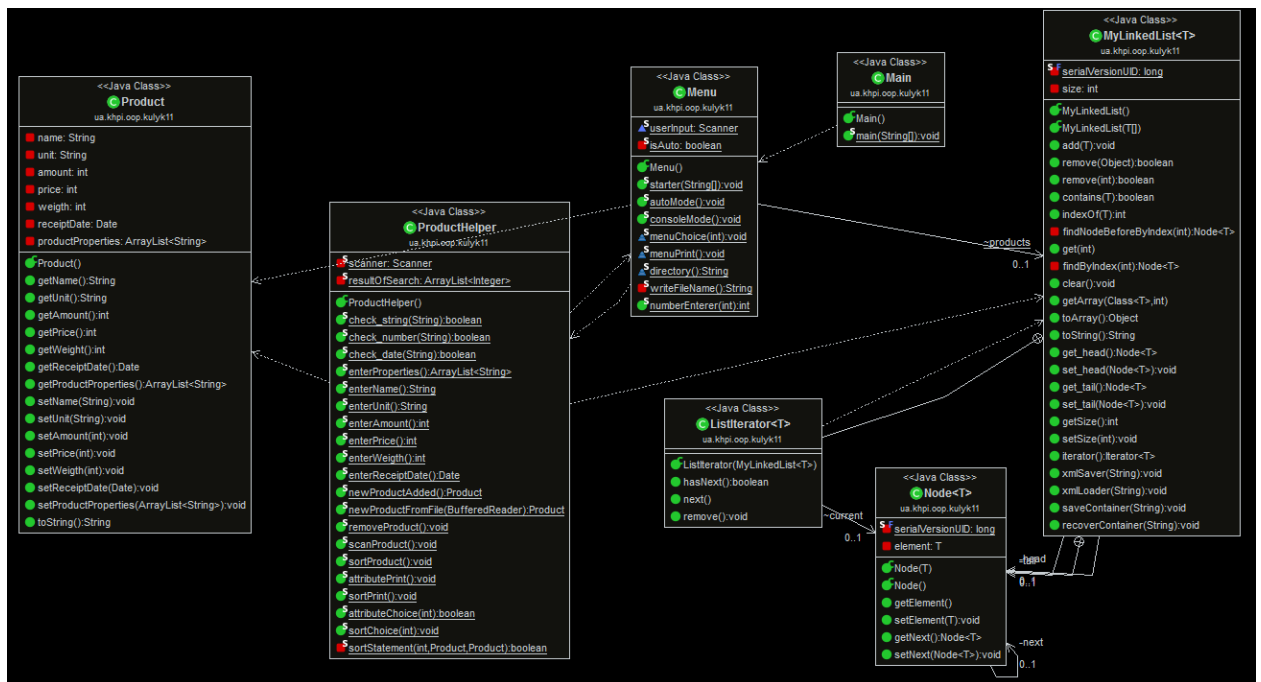 <<Java Class>>
Product
ua.khpi.oop.kulyk11
name: String
unit: String
amount: int
price: int
weigth: int
receiptDate: Date
productProperties: ArrayList<String>
Product()
getName():String
getUnit():String
getAmount():int
getPrice():int
getWeight():int
getReceiptDate():Date
getProductProperties():ArrayList<String>
setName(String):void
setUnit(String):void
setAmount(int):void
setPrice(int):void
setWeigth(int):void
setReceiptDate(Date):void
setProductProperties(ArrayList<String>):void
toString():String
<<Java Class>>
ProductHelper
ua.khpi.oop.kulyk11
scanner: Scanner
resultOfSearch: ArrayList<Integer>
ProductHelper()
check_string(String):boolean
check_number(String):boolean
check_date(String):boolean
enterProperties():ArrayList<String>
enterName():String
enterUnit():String
enterAmount():int
enterPrice():int
enterWeigth():int
enterReceiptDate():Date
newProductAdded():Product
newProductFromFile(BufferedReader):Product
removeProduct():void
scanProduct():void
sortProduct():void
attributePrint():void
sortPrint():void
attributeChoice(int):boolean
sortChoice(int):void
sortStatement(int,Product,Product):boolean
<<Java Class>>
Menu
ua.khpi.oop.kulyk11
userInput: Scanner
isAuto: boolean
Menu()
starter(String[]):void
autoMode():void
consoleMode():void
menuChoice(int):void
menuPrint():void
directory():String
writeFileName():String
numberEnterer(int):int
<<Java Class>>
Main
ua.khpi.oop.kulyk11
Main()
main(String[]):void
~products
0..1
<<Java Class>>
ListIterator<T>
ua.khpi.oop.kulyk11
ListIterator(MyLinkedList<T>)
hasNext():boolean
next()
remove():void
~current
0..1
<<Java Class>>
Node<T>
ua.khpi.oop.kulyk11
serialVersionUID: long
element: T
Node(T)
Node()
getElement()
setElement(T):void
getNext():Node<T>
setNext(Node<T>):void
-next
0..1
<<Java Class>>
MyLinkedList<T>
ua.khpi.oop.kulyk11
serialVersionUID: long
size: int
MyLinkedList()
MyLinkedList(T[])
add(T):void
remove(Object):boolean
remove(int):boolean
contains(T):boolean
indexOf(T):int
findNodeBeforeByIndex(int):Node<T>
get(int)
findByIndex(int):Node<T>
clear():void
getArray(Class<T>,int)
toArray():Object
toString():String
get_head():Node<T>
set_head(Node<T>):void
get_tail():Node<T>
set_tail(Node<T>):void
getSize():int
setSize(int):void
iterator():Iterator<T>
xmlSaver(String):void
xmlLoader(String):void
saveContainer(String):void
recoverContainer(String):void
-head
0..1